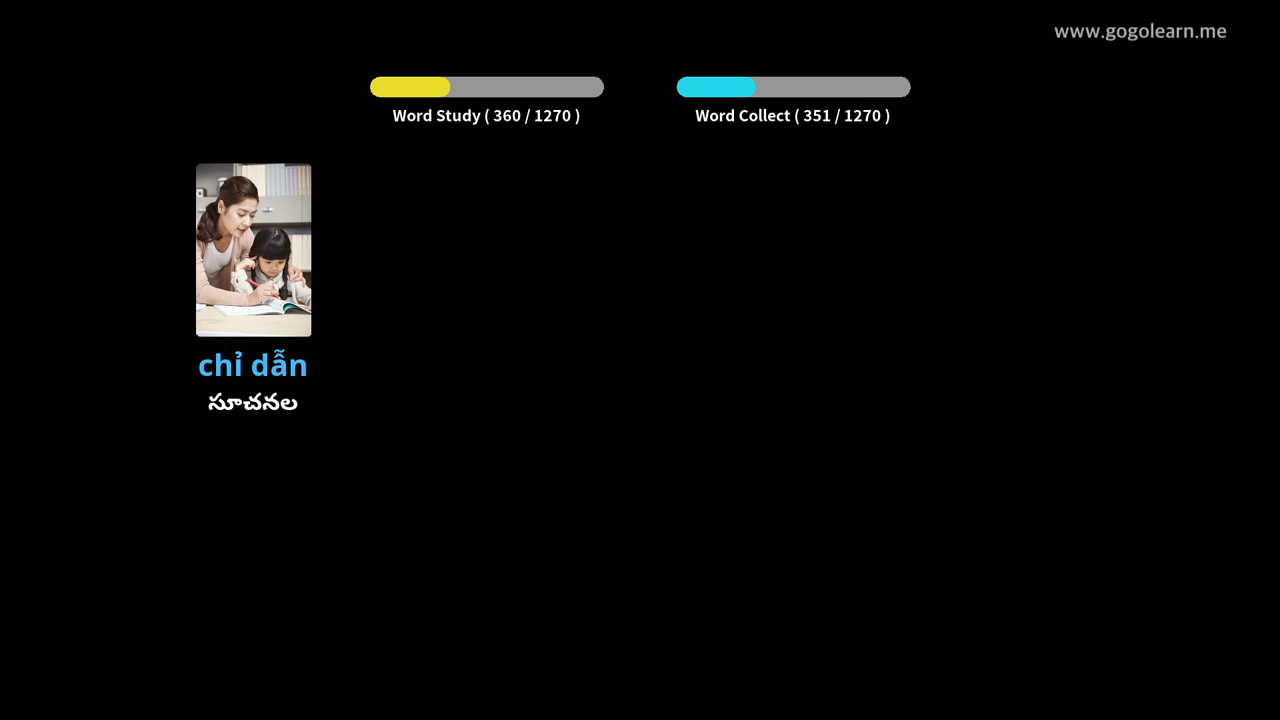 www.gogolearn.me
Word Study ( 360 / 1270 )
Word Collect ( 351 / 1270 )
chỉ dẫn
సూచనల